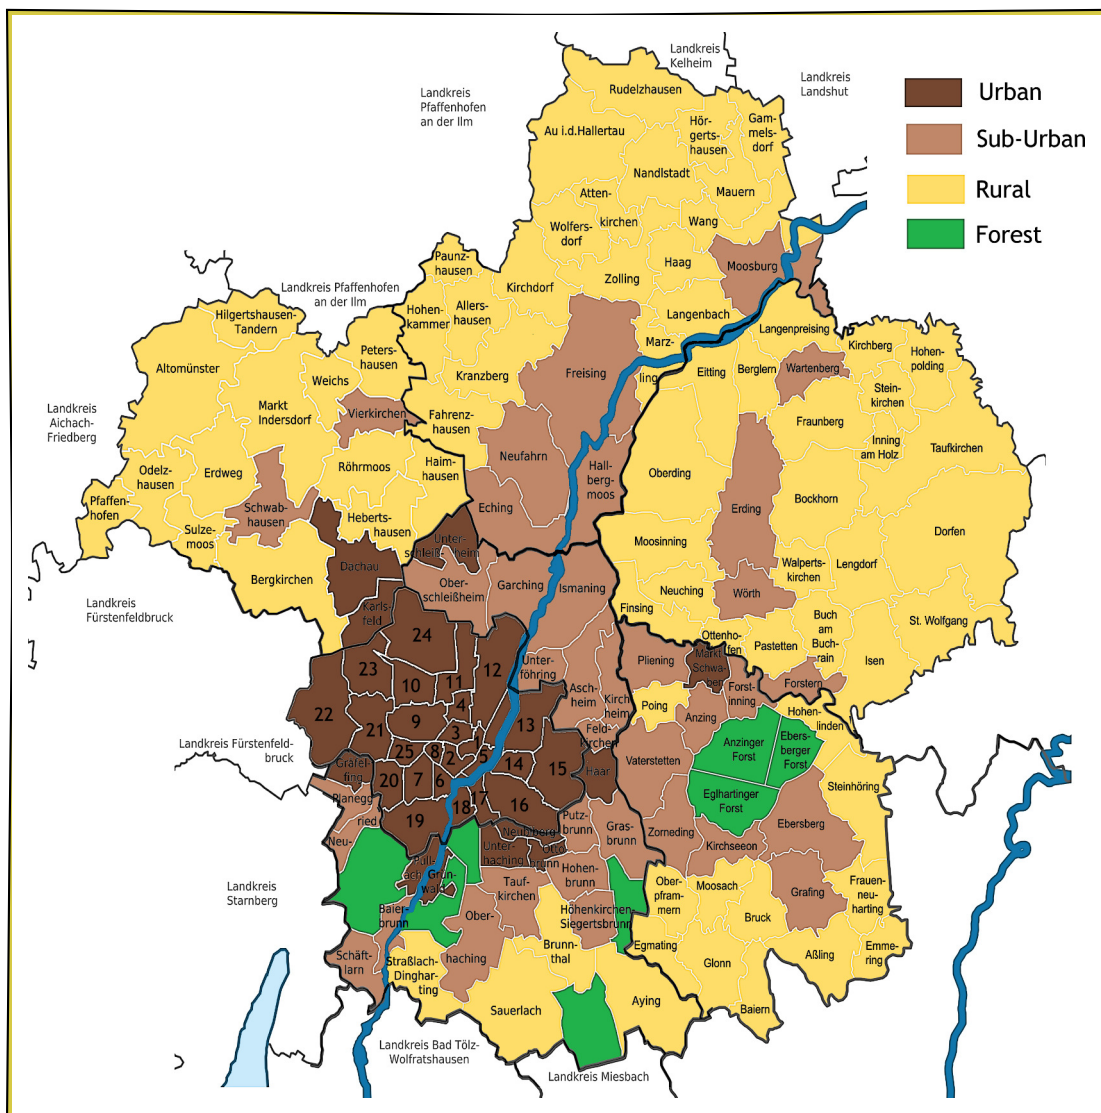 Landkreis
Kelheim
Landkreis
Landshut
Landkreis
Pfaffenhofen
an der Ilm
Urban
Sub-Urban
Rural
Forest
Rudelzhausen
Au i.d.Hallertau
Hör-
gerts-
hausen
Gam-
mels-
dorf
Nandlstadt
Mauern
Atten-
kirchen
Wang
Wolfers-
dorf
Paunz-
hausen
Haag
Moosburg
Zolling
Kirchdorf
Landkreis Pfaffenhofen
an der Ilm
Hohen-
kammer
Allers-
hausen
Langenbach
Hilgertshausen-
Tandern
Langenpreising
Marz-
ling
Kirchberg
Hohen-
polding
Peters-
hausen
Altomünster
Weichs
Kranzberg
Freising
Eitting
Berglern
Wartenberg
Stein-
kirchen
Landkreis
Aichach-
Friedberg
Markt
Indersdorf
Vierkirchen
Fahrenz-
hausen
Fraunberg
Inning
am Holz
Taufkirchen
Neufahrn
Hall-
berg-
moos
Oberding
Odelz-
hausen
Erdweg
Röhrmoos
Haim-
hausen
Bockhorn
Pfaffen-
hofen
Schwab-
hausen
Eching
Erding
Sulze-
moos
Heberts-
hausen
Dorfen
Unter-
schleiß-
heim
Moosinning
Bergkirchen
Dachau
Ober-
schleißheim
Garching
Ismaning
Walperts-
kirchen
Lengdorf
Neuching
Wörth
Landkreis
Fürstenfeldbruck
Karls-
feld
Finsing
Buch
am
Buch-
rain
St. Wolfgang
24
Ottenho-
fen
Pastetten
Isen
23
10
11
12
Unter-
föhring
Pliening
Markt
Schwa-
ben
Forst-
inning
Forstern
Asch-
heim
Kirch
heim
22
21
9
4
3
1
13
Poing
Anzing
Hohen-
linden
Feld-
kirchen
Landkreis Fürstenfeld-
bruck
25
8
2
5
14
15
Haar
Vaterstetten
Anzinger
Forst
Ebers-
berger
Forst
Gräfel-
fing
20
7
6
Steinhöring
Planegg
ried
Neu-
19
18
17
16
Eglhartinger
Forst
Putz-
brunn
Gras-
brunn
Zorneding
Ebersberg
Kirchseeon
Neubiberg
Unter-
haching
Otto
brunn
Pull-
ach
Grün-
wald
Landkreis
Starnberg
Tauf-
kirchen
Hohen-
brunn
Ober-
pfram-
mern
Moosach
Grafing
Frauen-
neu-
harting
Baier-
brunn
Ober-
haching
Höhenkirchen-
Siegertsbrunn
Bruck
Schäft-
larn
Straßlach-
Dinghar-
ting
Brunn-
thal
Egmating
Glonn
Aßling
Emme-
ring
Sauerlach
Aying
Baiern
Landkreis Bad Tölz-
Wolfratshausen
Landkreis Miesbach